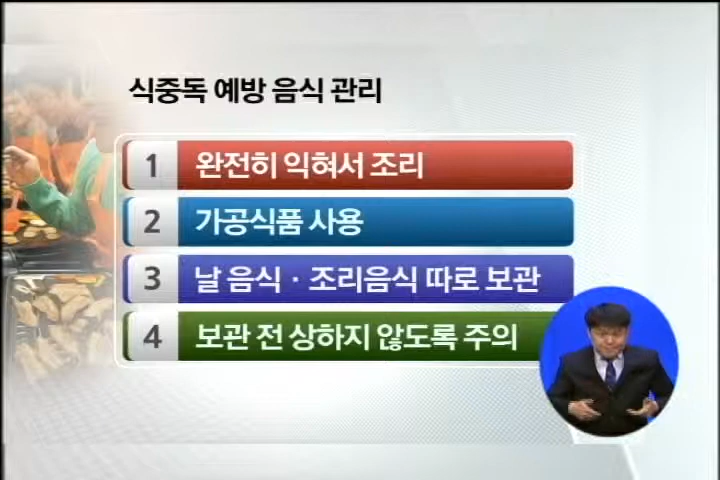 식중독 예방 음식 관리
1 완전히 익혀서 조리
2 가공식품 사용
3 날 음식 · 조리음식 따로 보관
4 보관 전 상하지 않도록 주의